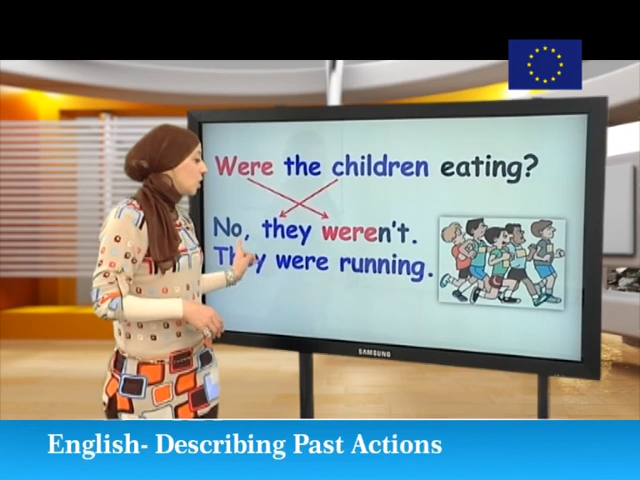 Were the children eating?
No, they weren't.
They were running.
SAMSUNG
English- Describing Past Actions